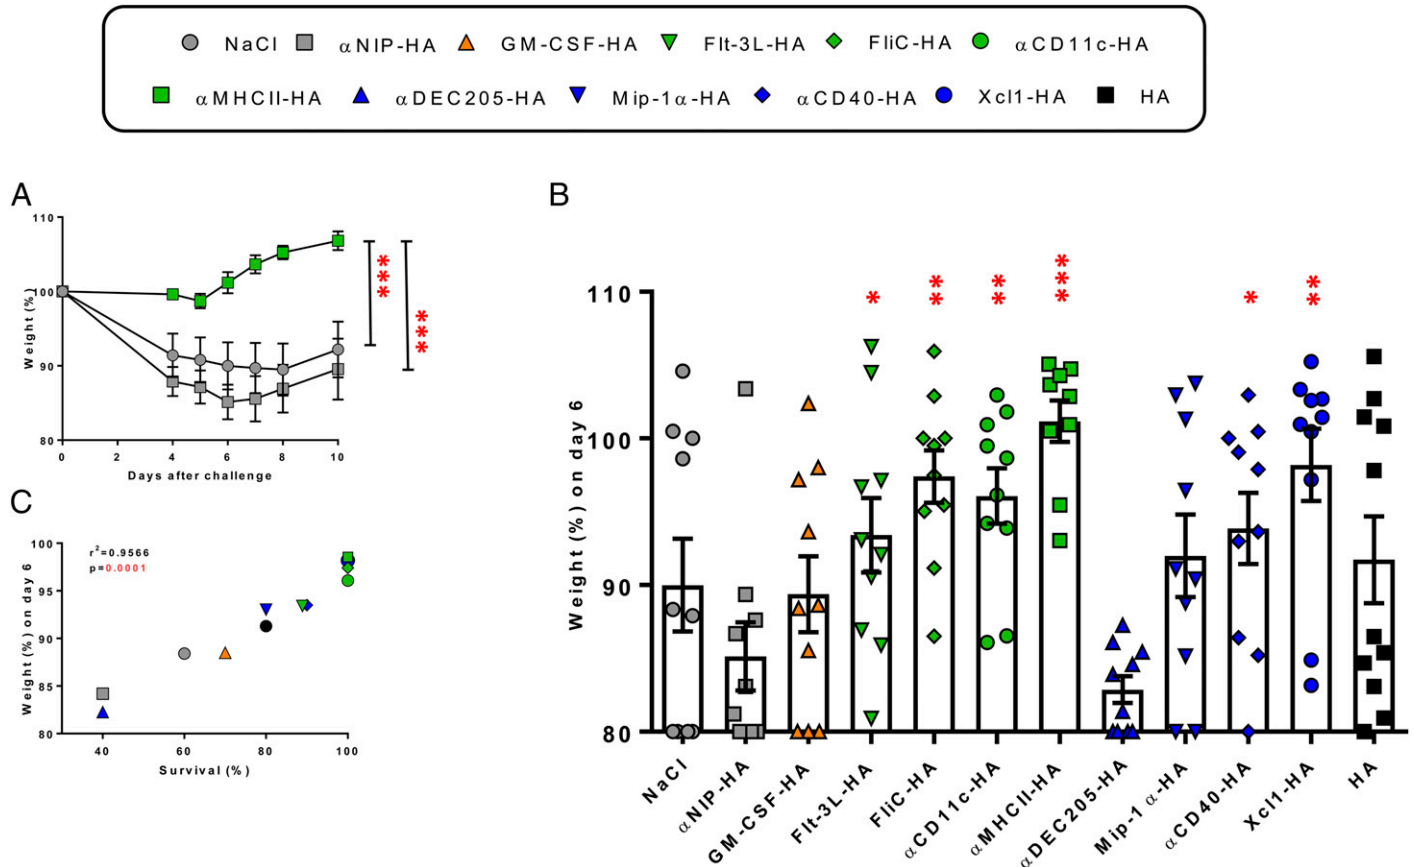 NaCl αNIP-HA GM-CSF-HA Flt-3L-HA FliC-HA αCD11c-HA
αMHCII-HA αDEC205-HA Mip-1α-HA αCD40-HA Xcl1-HA HA
A
110
100
90
80
Weight (%)
0 2 4 6 8 10
Days after challenge
***
***
B
110
100
90
80
Weight (%) on day 6
* ** ** *** * **
NaCl
αNIP-HA
GM-CSF-HA
Flt-3L-HA
FliC-HA
αCD11c-HA
αMHCII-HA
αDEC205-HA
Mip-1 α-HA
αCD40-HA
Xcl1-HA
HA
C
r²=0.9566
p=0.0001
100
95
90
85
80
Weight (%) on day 6
40 60 80 100
Survival (%)